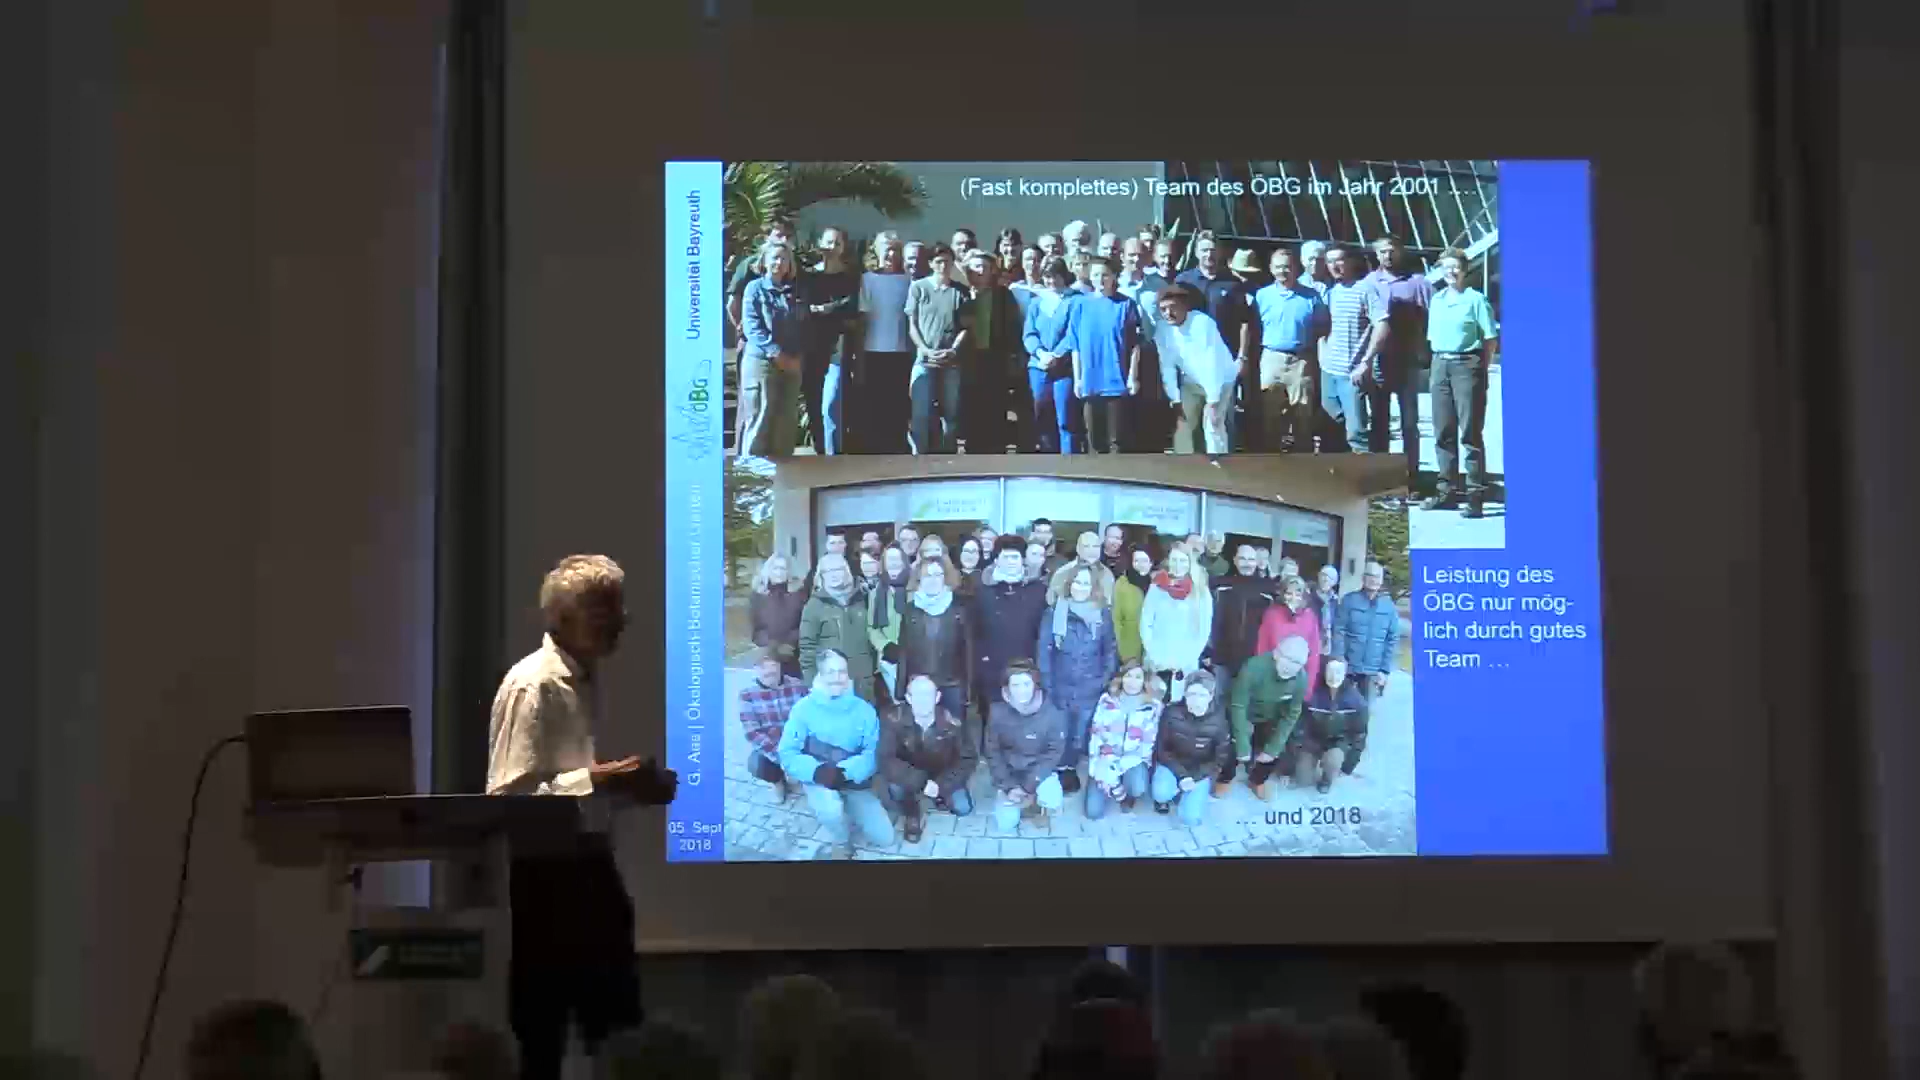 (Fast komplettes) Team des ÖBG im Jahr 2001 ...
Universität Bayreuth
ÖBG
G. Aas | Ökologisch-Botanischer Garten
05. Sept
2018
Leistung des
ÖBG nur mög-
lich durch gutes
Team ...
... und 2018